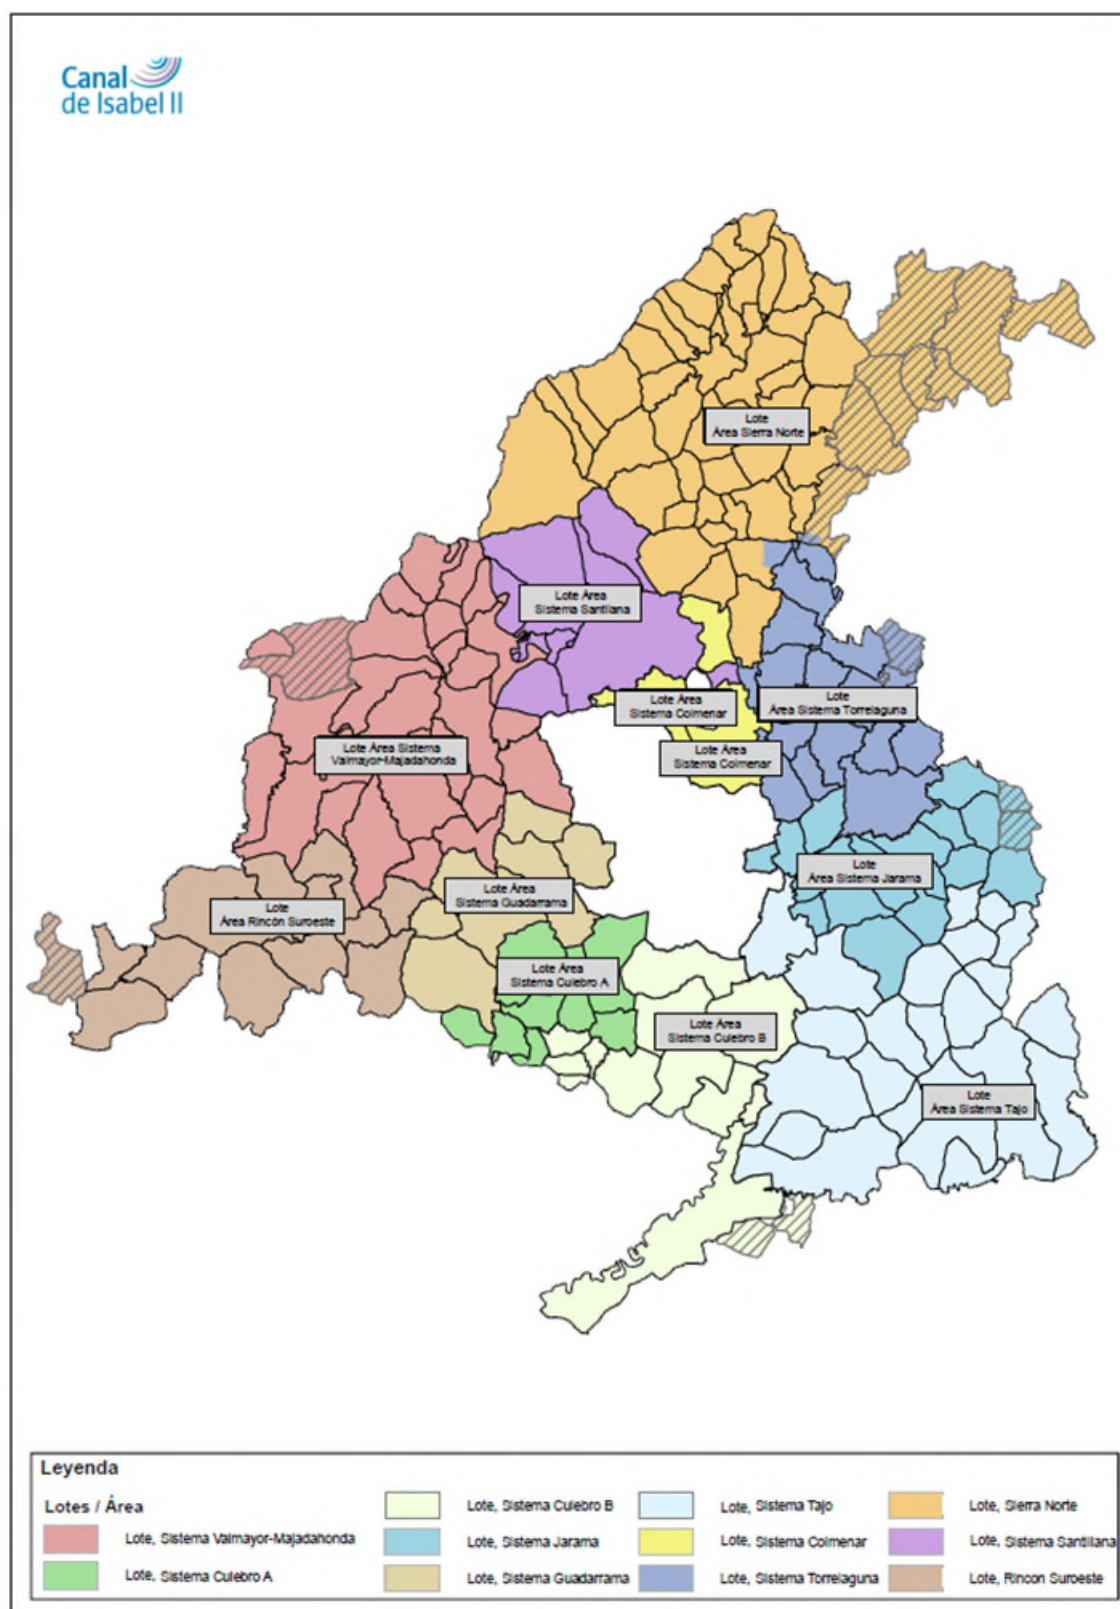 Canal
de Isabel II
Lote
Área Sierra Norte
Lote Área
Sistema Santilana
Lote Área
Sistema Colmenar
Lote
Área Sistema Torrelaguna
Lote Área Sistema
Valmayor-Majadahonda
Lote Área
Sistema Colmenar
Lote
Área Sistema Jarama
Lote Área
Sistema Guadarrama
Lote
Área Rincón Suroeste
Lote Área
Sistema Culebro A
Lote Área
Sistema Culebro B
Lote
Área Sistema Tajo
Leyenda
Lotes / Área
Lote, Sistema Valmayor-Majadahonda
Lote, Sistema Culebro A
Lote, Sistema Culebro B
Lote, Sistema Jarama
Lote, Sistema Guadarrama
Lote, Sistema Tajo
Lote, Sistema Colmenar
Lote, Sistema Torrelaguna
Lote, Sierra Norte
Lote, Sistema Santillana
Lote, Rincon Suroeste